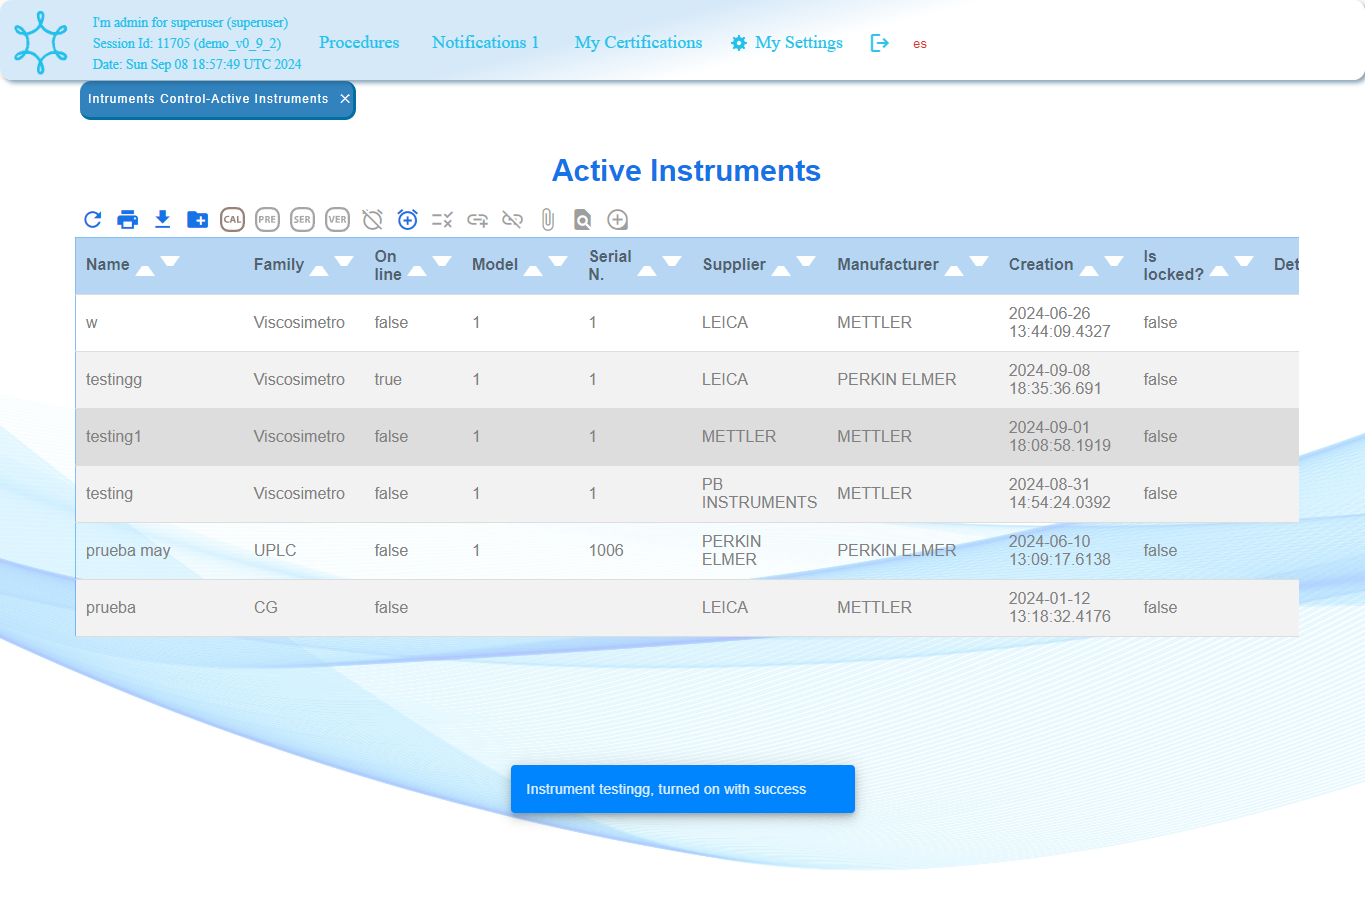 I'm admin for superuser (superuser)
Session Id: 11705 (demo_v0_9_2)
Date: Sun Sep 08 18:57:49 UTC 2024
Procedures Notifications 1 My Certifications My Settings es
Intruments Control-Active Instruments ×
Active Instruments
CAL PRE SER VER
Name Family On line Model Serial N. Supplier Manufacturer Creation Is locked? Det
w Viscosimetro false 1 1 LEICA METTLER 2024-06-26 13:44:09.4327 false
testingg Viscosimetro true 1 1 LEICA PERKIN ELMER 2024-09-08 18:35:36.691 false
testing1 Viscosimetro false 1 1 METTLER METTLER 2024-09-01 18:08:58.1919 false
testing Viscosimetro false 1 1 PB INSTRUMENTS METTLER 2024-08-31 14:54:24.0392 false
prueba may UPLC false 1 1006 PERKIN ELMER PERKIN ELMER 2024-06-10 13:09:17.6138 false
prueba CG false LEICA METTLER 2024-01-12 13:18:32.4176 false
Instrument testingg, turned on with success